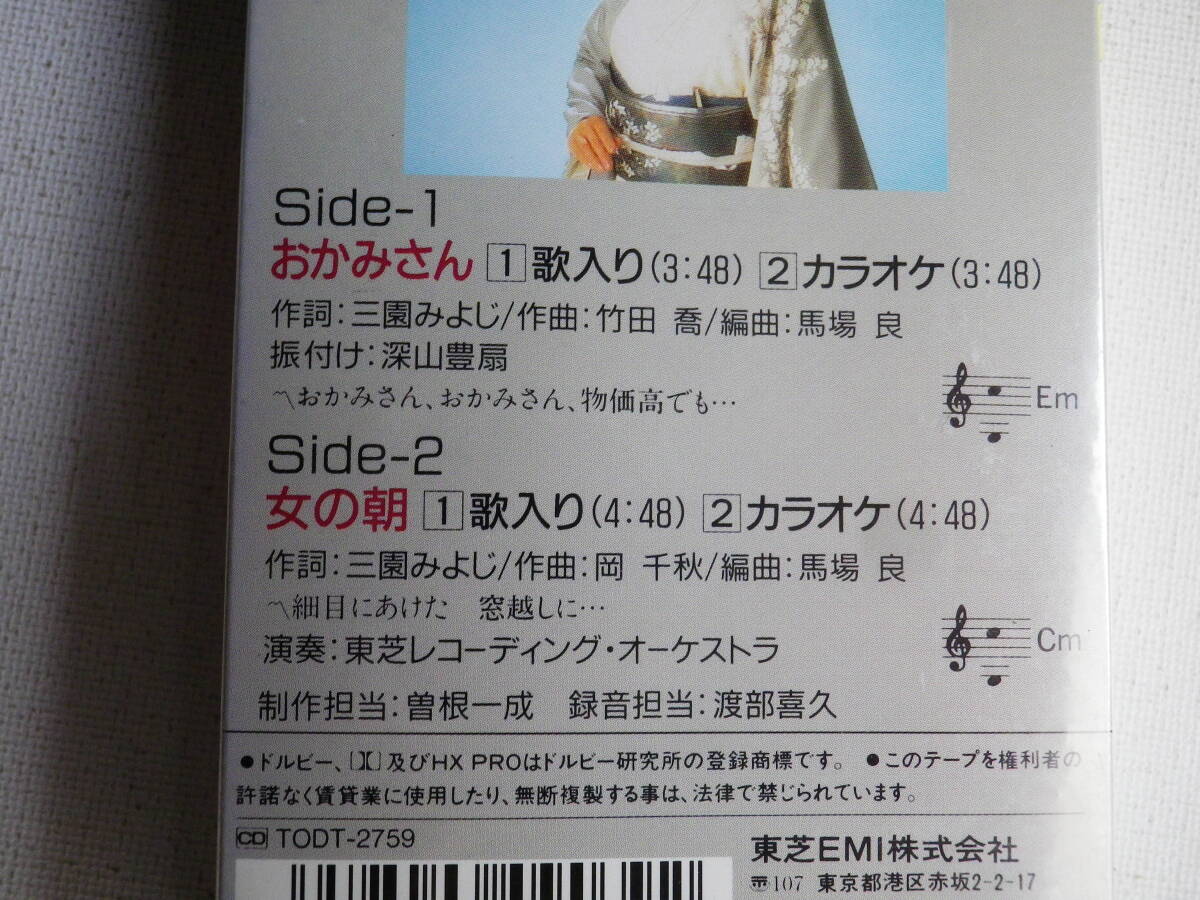 Side-1
おかみさん 1 歌入り(3:48) 2 カラオケ(3:48)
作詞:三園みよじ/作曲:竹田 喬/編曲:馬場 良
振付け:深山豊扇
〽おかみさん、おかみさん、物価高でも…
Em
Side-2
女の朝 1 歌入り(4:48) 2 カラオケ(4:48)
作詞:三園みよじ/作曲:岡 千秋/編曲:馬場 良
〽細目にあけた 窓越しに…
Cm
演奏:東芝レコーディング・オーケストラ
制作担当:曽根一成 録音担当:渡部喜久
●ドルビー、及びHX PROはドルビー研究所の登録商標です。 ●このテープを権利者の
許諾なく賃貸業に使用したり、無断複製する事は、法律で禁じられています。
CD TODT-2759
東芝EMI株式会社
〒107 東京都港区赤坂2-2-17